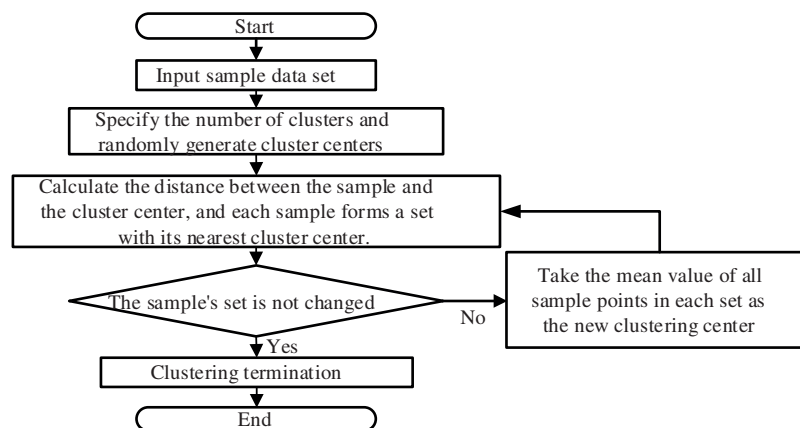 Start
Input sample data set
Specify the number of clusters and
randomly generate cluster centers
Calculate the distance between the sample and
the cluster center, and each sample forms a set
with its nearest cluster center.
The sample's set is not changed
No
Take the mean value of all
sample points in each set as
the new clustering center
Yes
Clustering termination
End